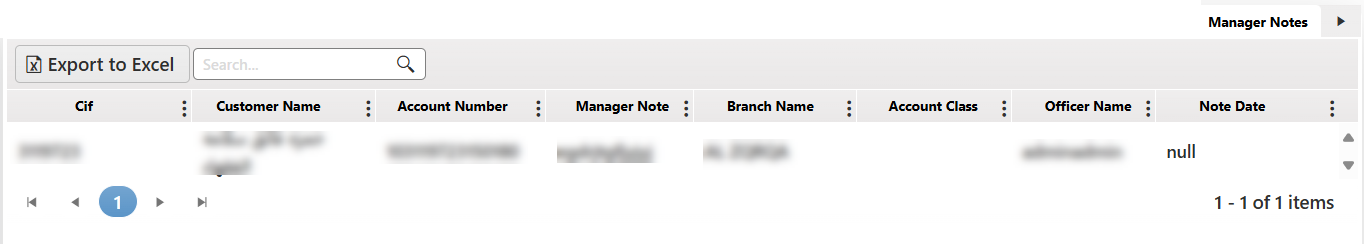 Manager Notes
Export to Excel Search...
Cif Customer Name Account Number Manager Note Branch Name Account Class Officer Name Note Date
null
1 1 - 1 of 1 items